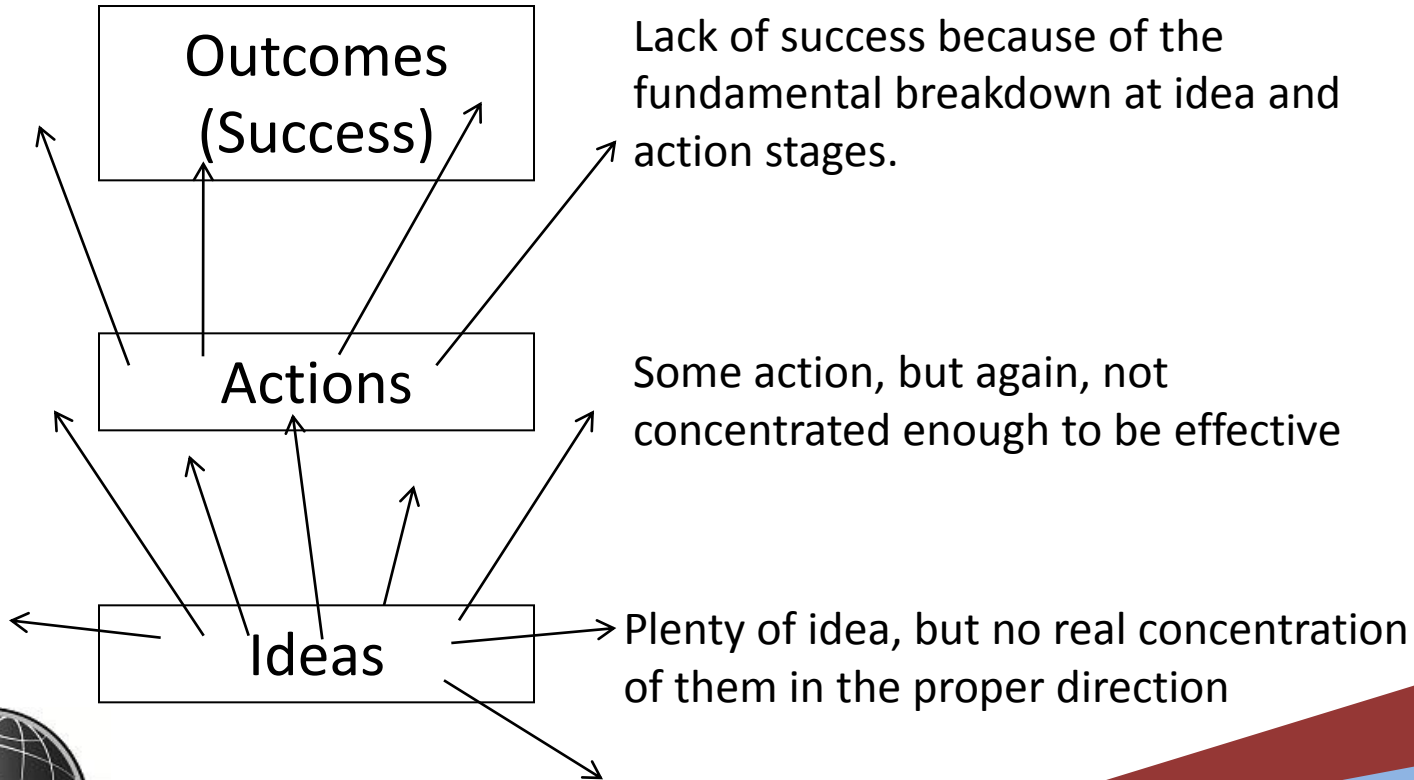 Outcomes
(Success)
Lack of success because of the
fundamental breakdown at idea and
action stages.
Actions
Some action, but again, not
concentrated enough to be effective
Ideas
Plenty of idea, but no real concentration
of them in the proper direction